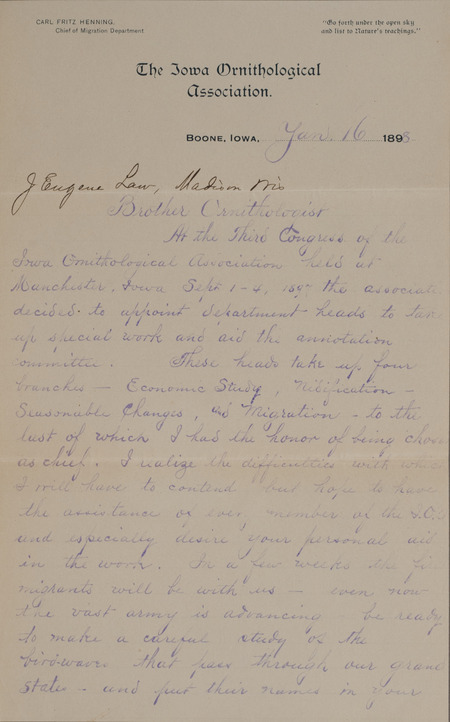 CARL FRITZ HENNING.
Chief of Migration Department
"Go forth under the open sky
and list to Nature's teachings."
The Iowa Ornithological
Association.
BOONE, IOWA, Jan. 16 1898
J Eugene Law, Madison Wis
Brother Ornithologist
At the Third Congress of the
Iowa Ornithological Association held at
Manchester, Iowa Sept 1-4, 1897 the associati
decided to appoint department heads to take
up special work and aid the annotation
committee. These heads take up four
branches — Economic Study, Nidification -
Seasonable Changes, and Migration - to the
last of which I had the honor of being chose
as chief. I realize the difficulties with which
I will have to contend but hope to have
the assistance of every member of the I.O.A
and especially desire your personal aid
in the work. In a few weeks the
migrants will be with us — even now
the vast army is advancing - be ready
to make a careful study of the
bird-waves that pass through our grand
state - and put their names in your